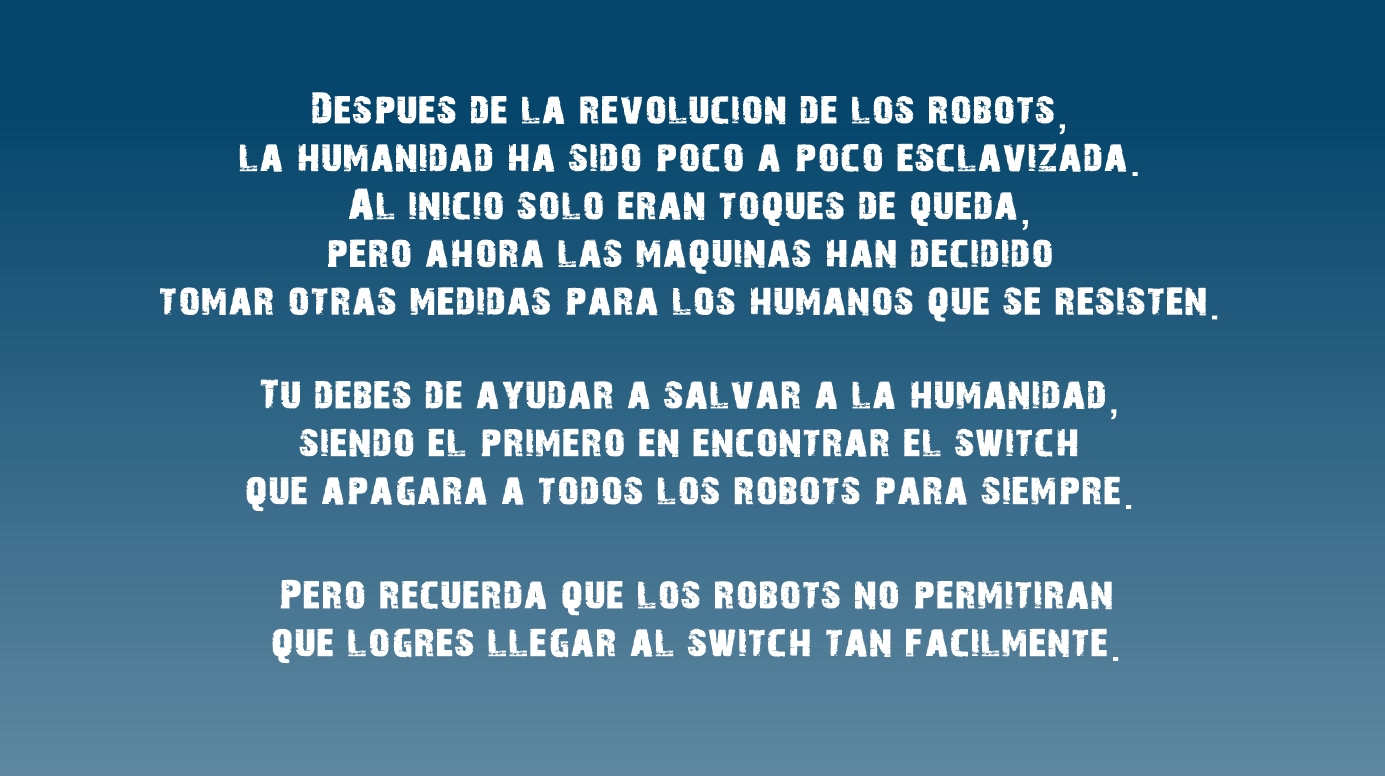 Despues de la revolucion de los robots,
la humanidad ha sido poco a poco esclavizada.
Al inicio solo eran toques de queda,
pero ahora las maquinas han decidido
tomar otras medidas para los humanos que se resisten.
Tu debes de ayudar a salvar a la humanidad,
siendo el primero en encontrar el switch
que apagara a todos los robots para siempre.
Pero recuerda que los robots no permitiran
que logres llegar al switch tan facilmente.